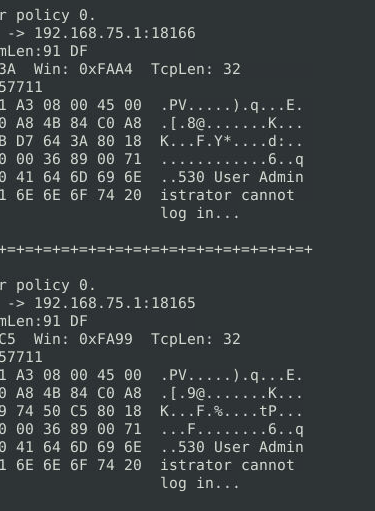 r policy 0.
-> 192.168.75.1:18166
mLen:91 DF
3A  Win: 0xFAA4  TcpLen: 32
57711
1 A3 08 00 45 00  .PV.....).q...E.
0 A8 4B 84 C0 A8  .[.8@.......K...
B D7 64 3A 80 18  K...F.Y*....d:..
0 00 36 89 00 71  ............6..q
0 41 64 6D 69 6E  ..530 User Admin
1 6E 6E 6F 74 20  istrator cannot
log in...
+=+=+=+=+=+=+=+=+=+=+=+=+=+=+=+=+=+
r policy 0.
-> 192.168.75.1:18165
mLen:91 DF
C5  Win: 0xFA99  TcpLen: 32
57711
1 A3 08 00 45 00  .PV.....).q...E.
0 A8 4B 84 C0 A8  .[.9@.......K...
9 74 50 C5 80 18  K...F.%....tP...
0 00 36 89 00 71  ...F........6..q
0 41 64 6D 69 6E  ..530 User Admin
1 6E 6E 6F 74 20  istrator cannot
log in...